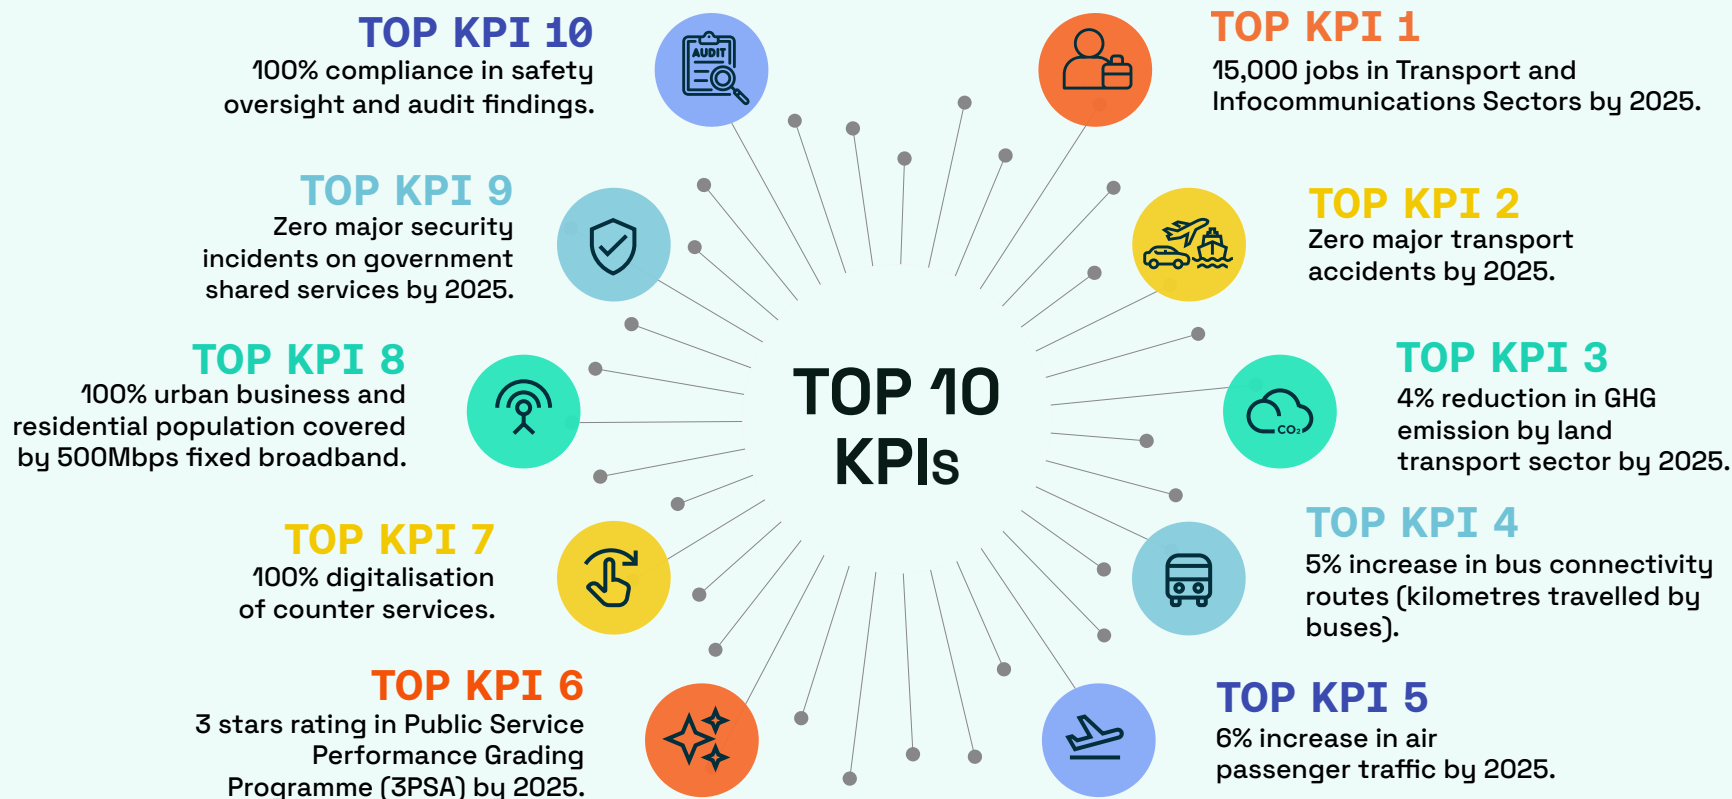 TOP 10
KPIs
TOP KPI 1
15,000 jobs in Transport and
Infocommunications Sectors by 2025.
TOP KPI 2
Zero major transport
accidents by 2025.
TOP KPI 3
4% reduction in GHG
emission by land
transport sector by 2025.
CO₂
TOP KPI 4
5% increase in bus connectivity
routes (kilometres travelled by
buses).
TOP KPI 5
6% increase in air
passenger traffic by 2025.
TOP KPI 6
3 stars rating in Public Service
Performance Grading
Programme (3PSA) by 2025.
TOP KPI 7
100% digitalisation
of counter services.
TOP KPI 8
100% urban business and
residential population covered
by 500Mbps fixed broadband.
TOP KPI 9
Zero major security
incidents on government
shared services by 2025.
TOP KPI 10
100% compliance in safety
oversight and audit findings.
AUDIT